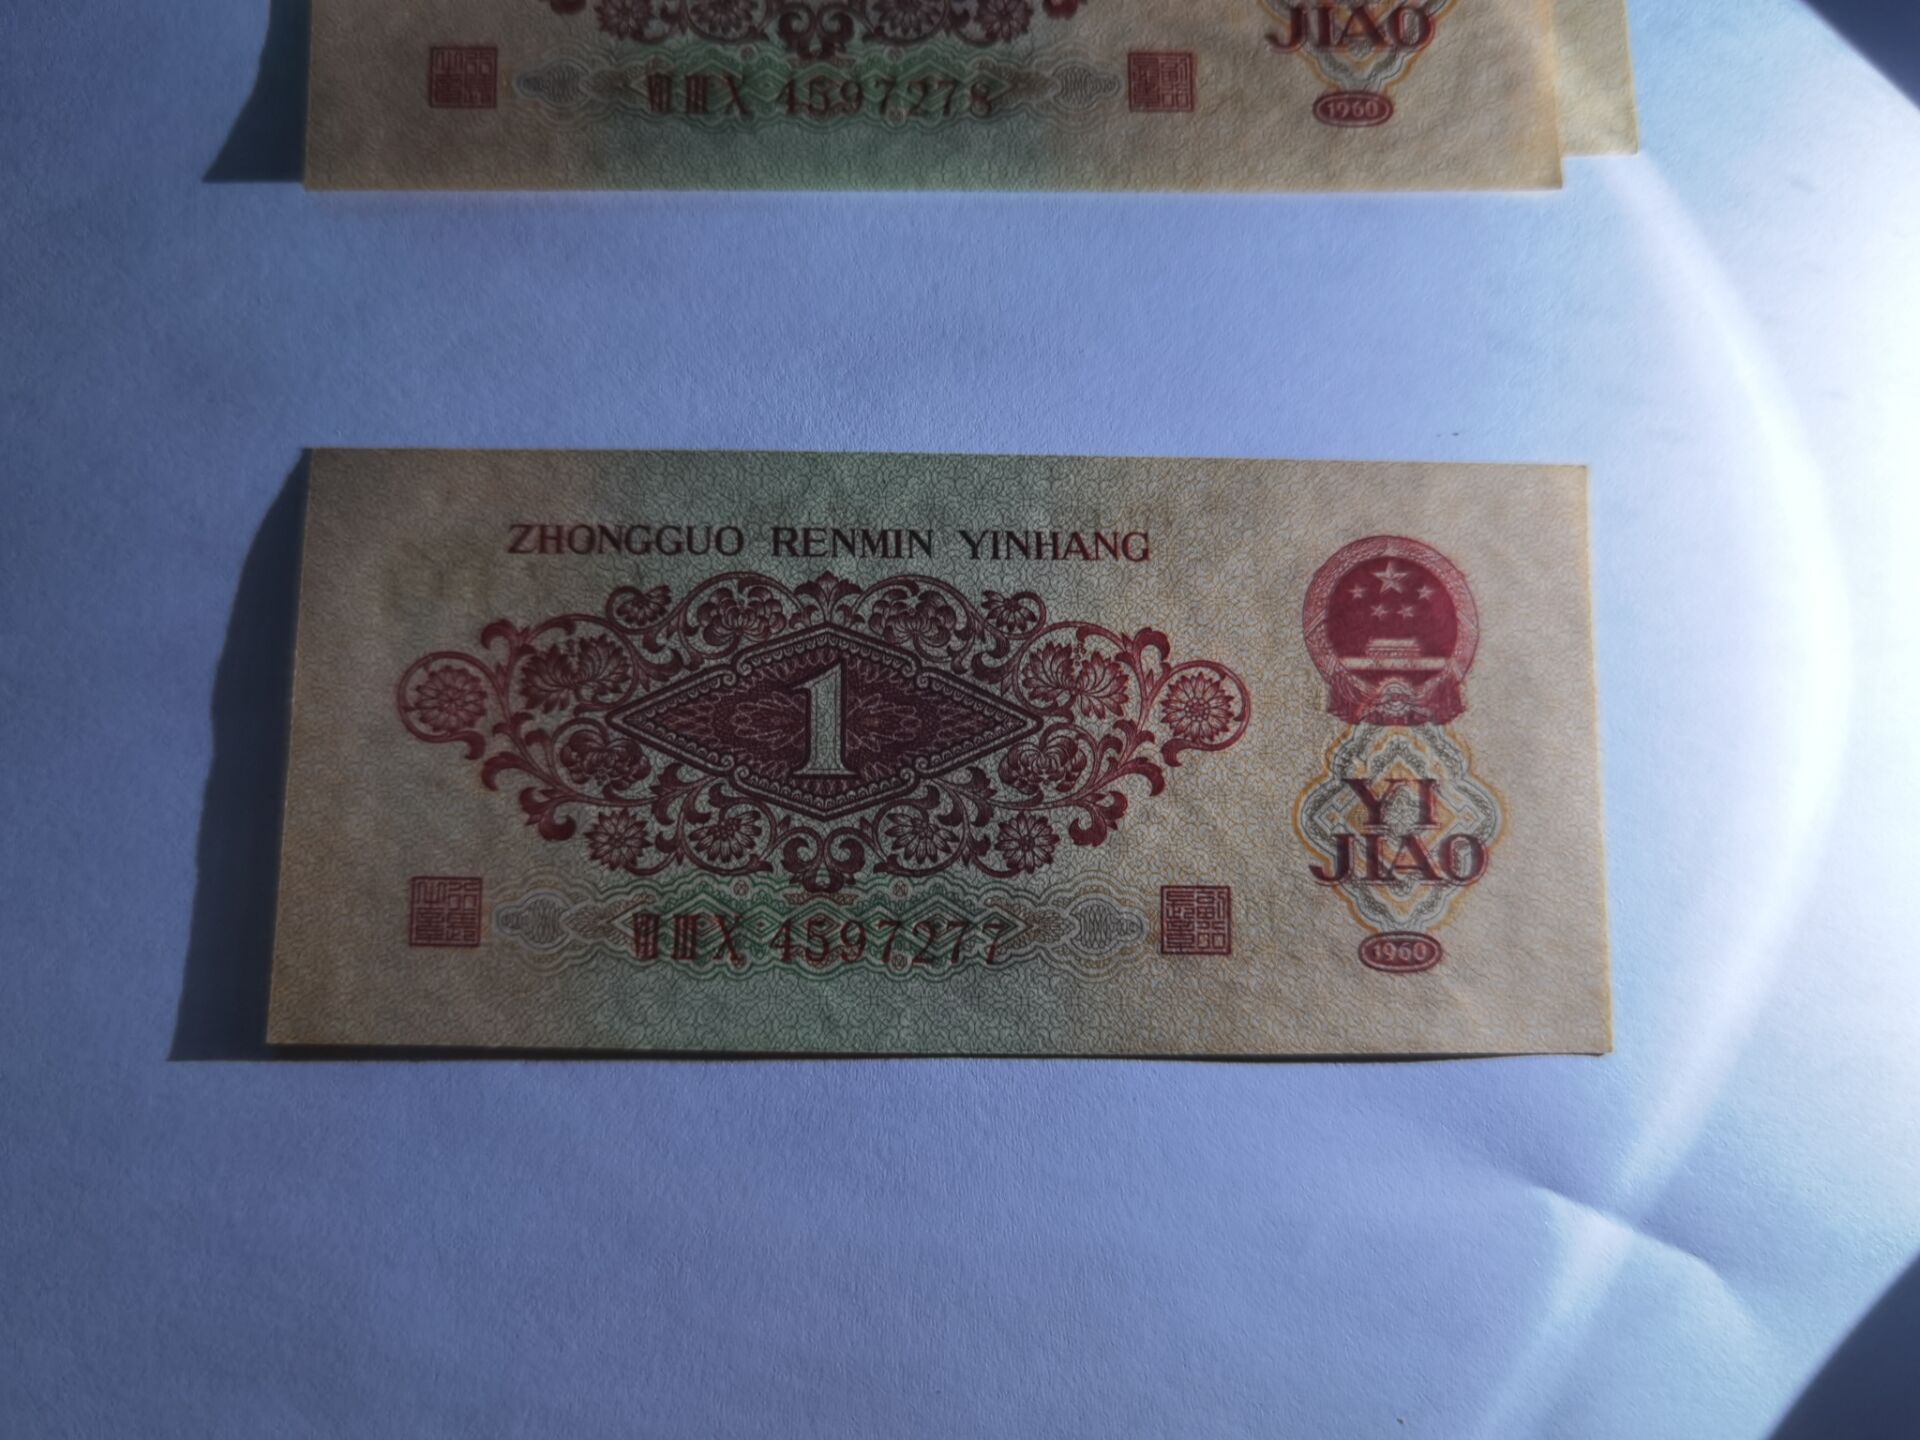 JIAO
ⅧⅢⅩ 4597278
1960
ZHONGGUO RENMIN YINHANG
1
YI
JIAO
ⅧⅢⅩ 4597277
1960